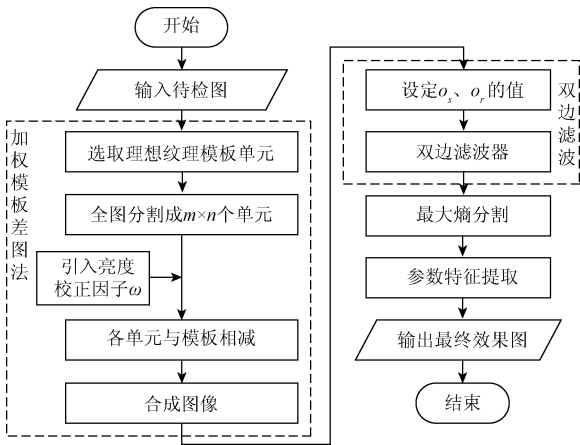 开始
输入待检图
加权模板差图法
选取理想纹理模板单元
全图分割成m×n个单元
引入亮度
校正因子ω
各单元与模板相减
合成图像
双边滤波
设定oₛ、oᵣ的值
双边滤波器
最大熵分割
参数特征提取
输出最终效果图
结束